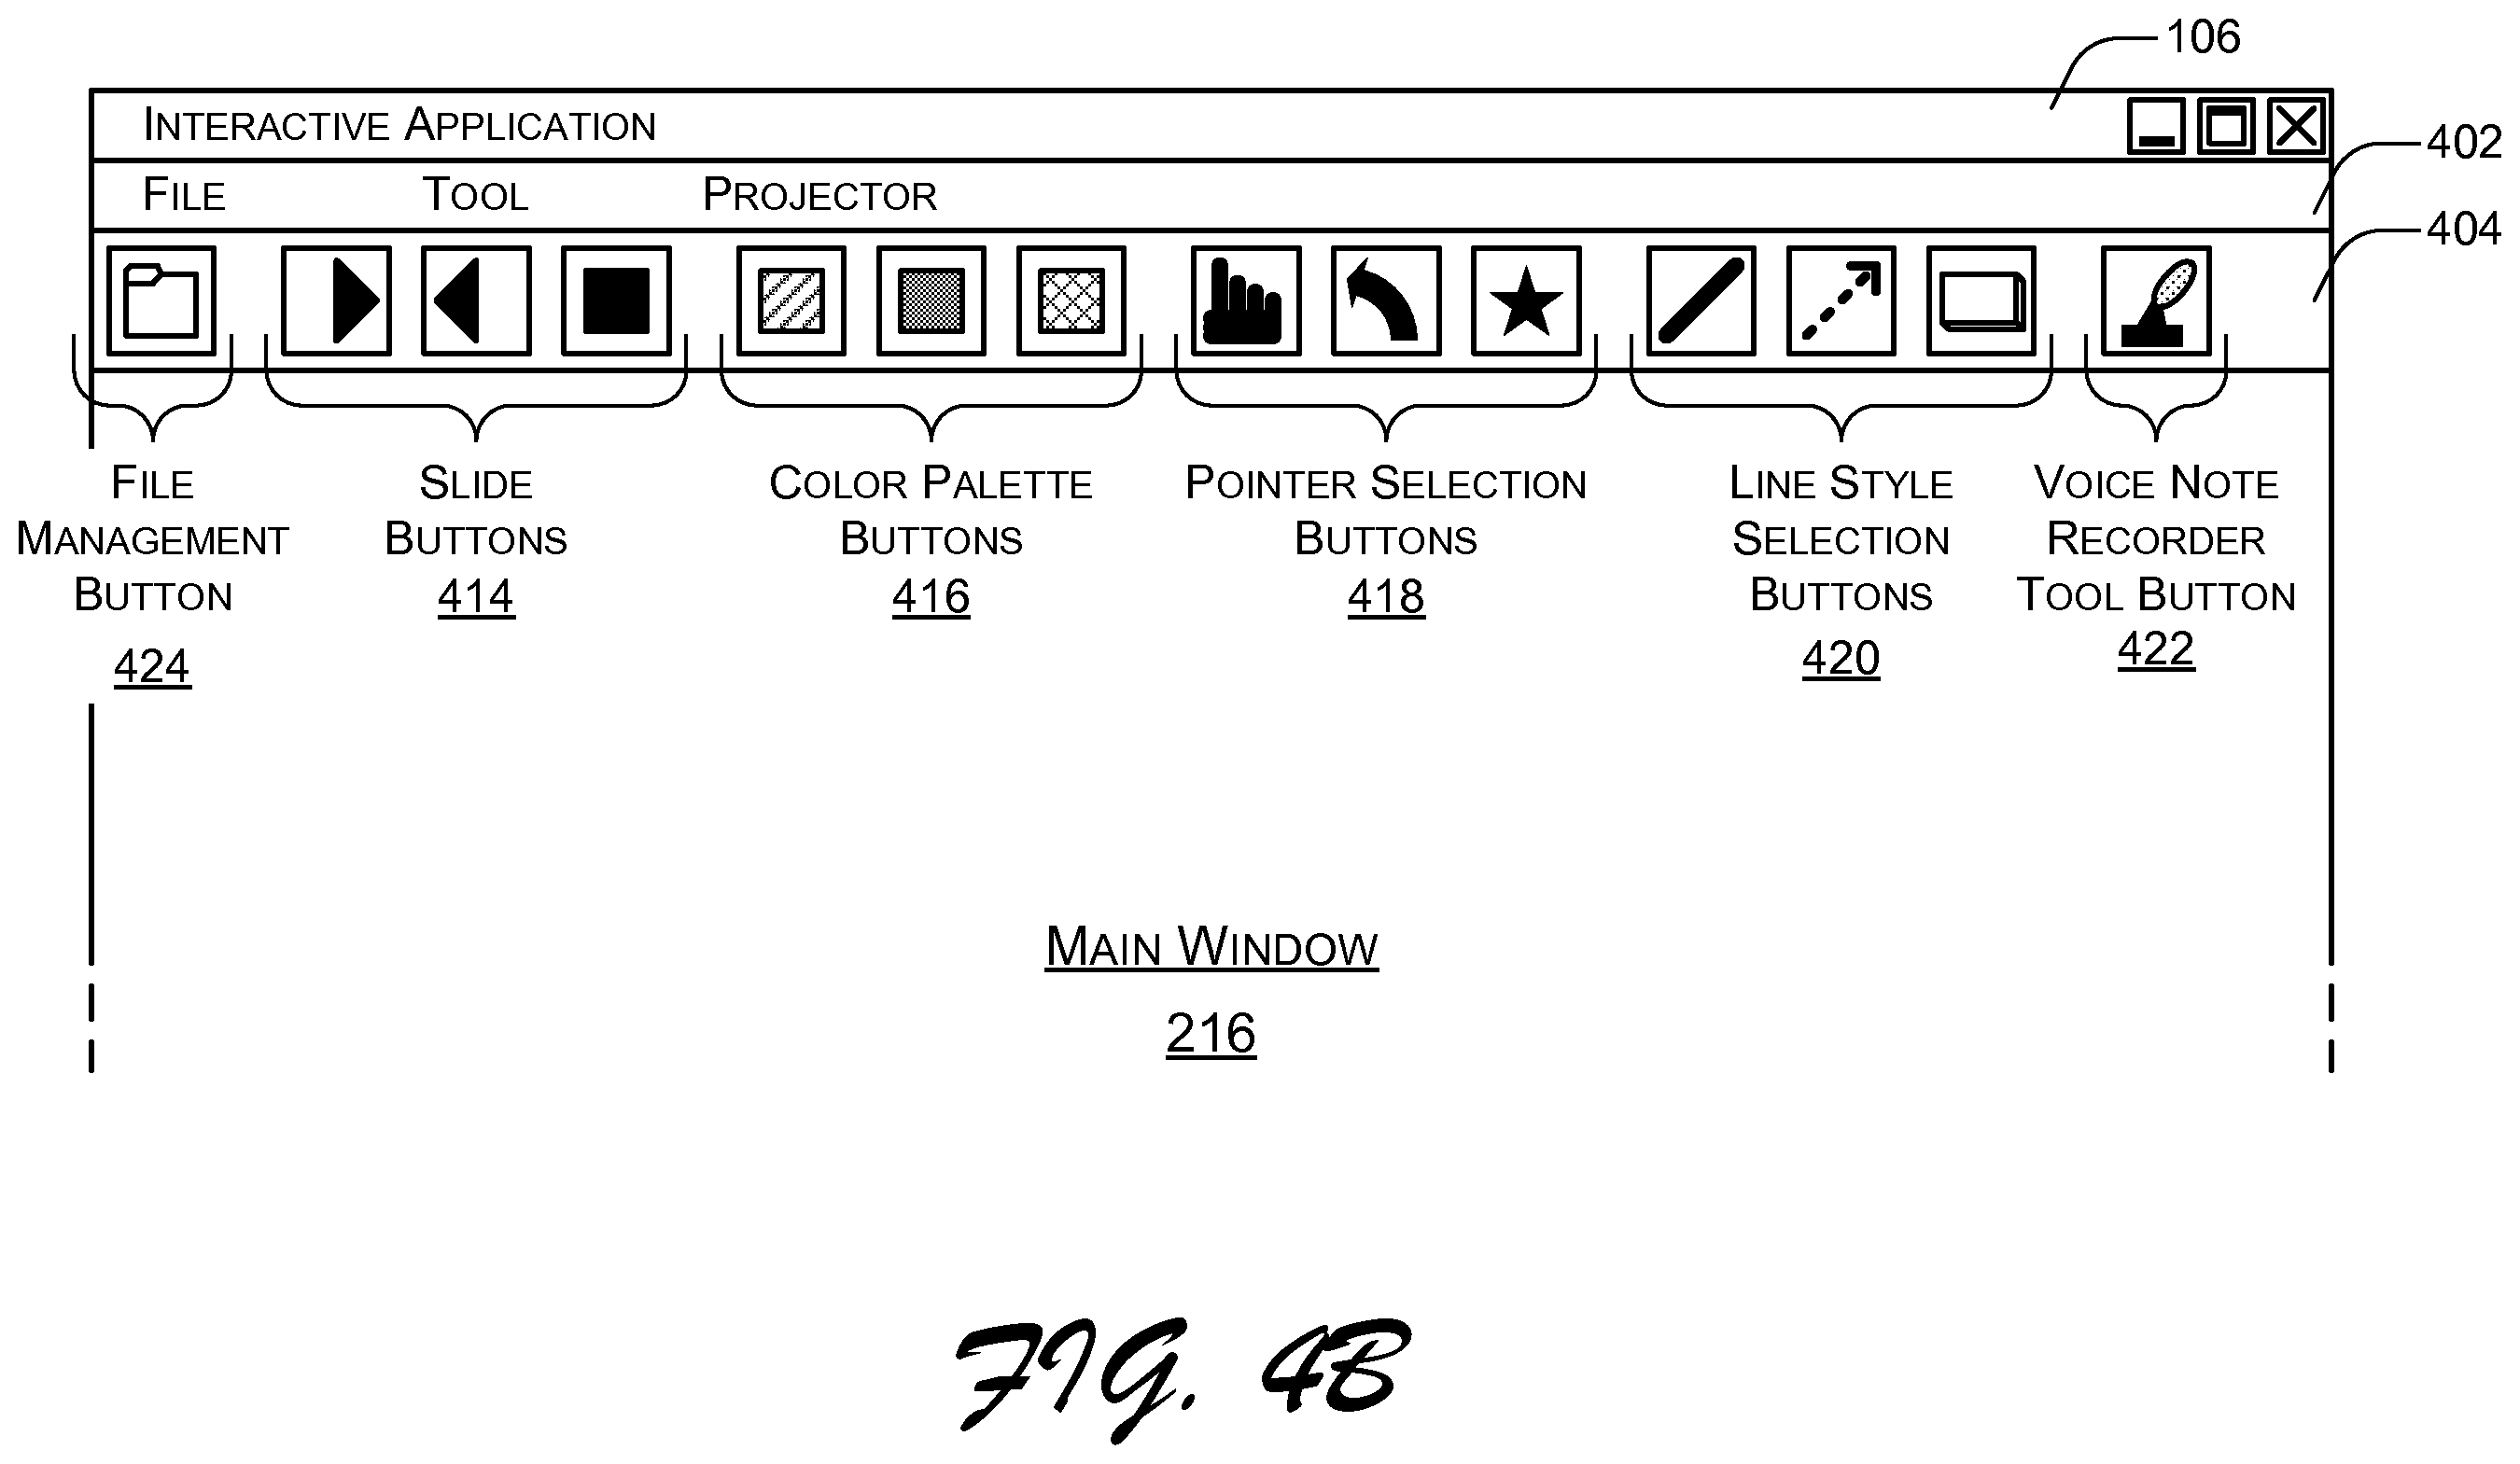 106
INTERACTIVE APPLICATION
402
FILE TOOL PROJECTOR
404
FILE MANAGEMENT BUTTON
424
SLIDE BUTTONS
414
COLOR PALETTE BUTTONS
416
POINTER SELECTION BUTTONS
418
LINE STYLE SELECTION BUTTONS
420
VOICE NOTE RECORDER TOOL BUTTON
422
MAIN WINDOW
216
FIG. 4B